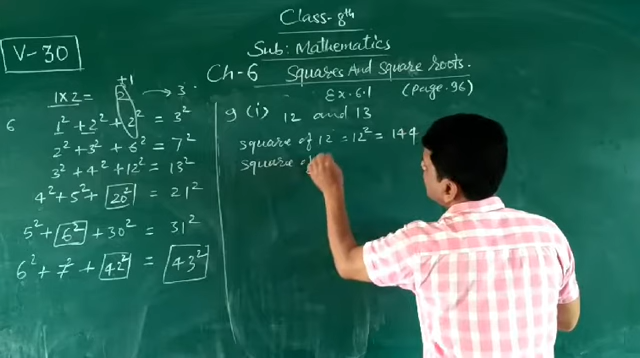 Class-8th
Sub: Mathematics
Ch-6 Squares And Square Roots.
Ex 6.1 (Page. 96)
V-30
+1
1x2= 2 → 3
6
1² + 2² + 2² = 3²
2² + 3² + 6² = 7²
3² + 4² + 12² = 13²
4² + 5² + 20² = 21²
5² + 6² + 30² = 31²
6² + 7² + 42² = 43²
9 (i) 12 and 13
square of 12 = 12² = 144
square of